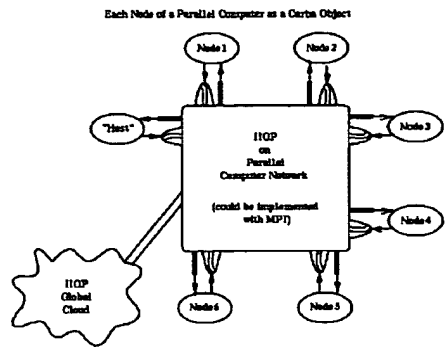 Each Node of a Parallel Computer as a Corba Object
Node 1
Node 2
"Host"
IIOP
on
Parallel
Computer Network
(could be implemented
with MPI)
Node 3
Node 4
IIOP
Global
Cloud
Node 6
Node 5